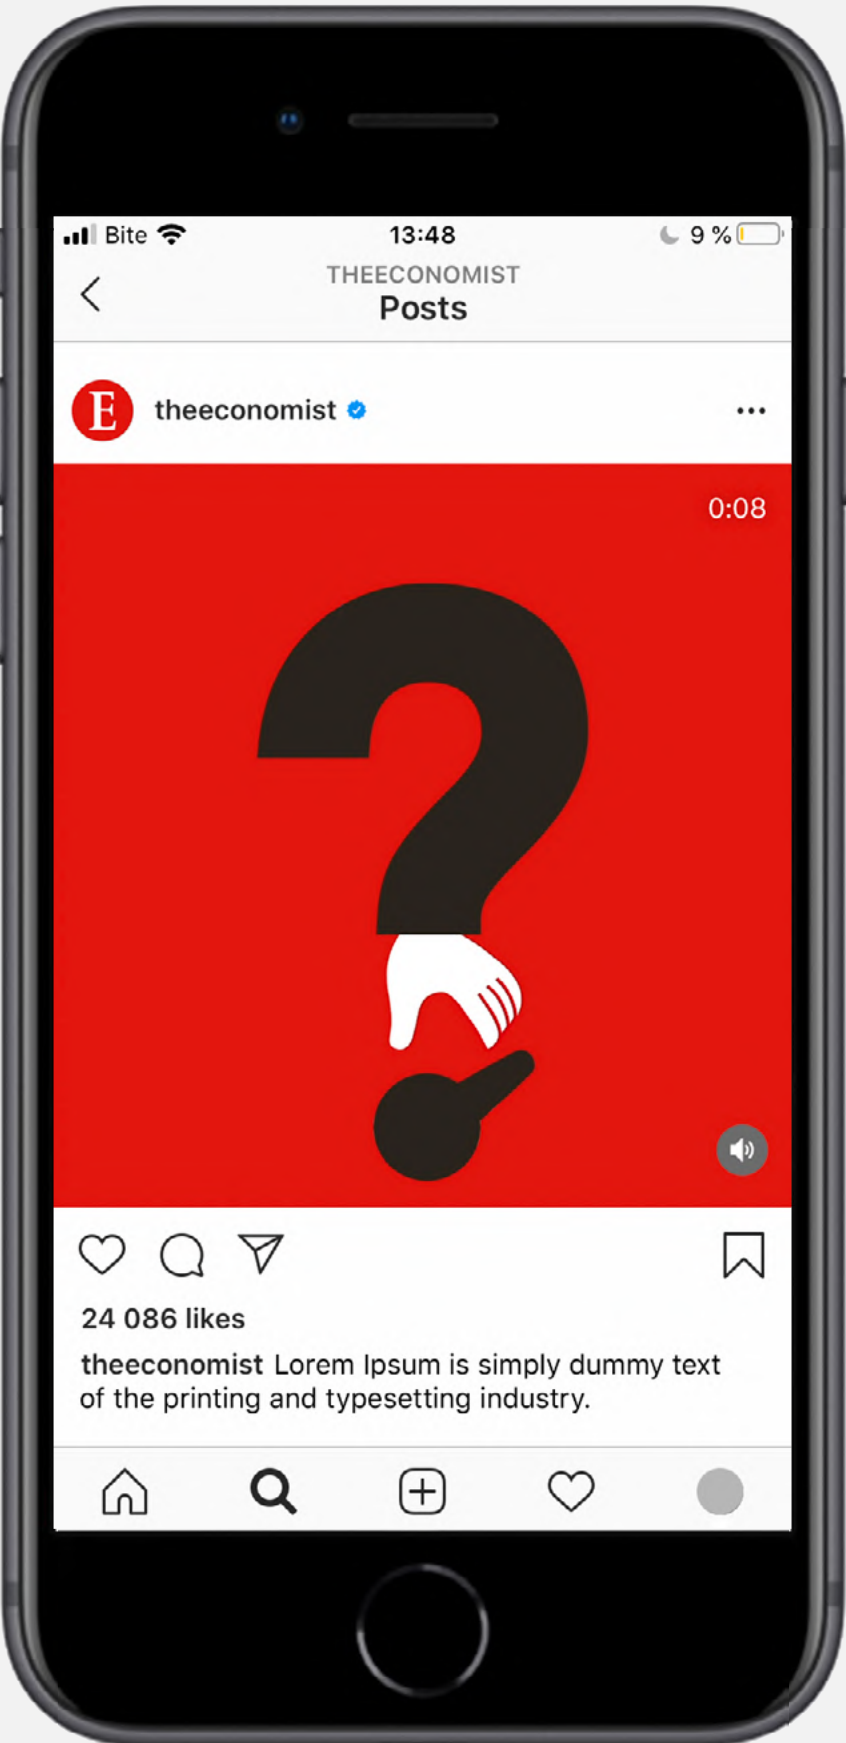 Bite 13:48 9 %
THEECONOMIST
Posts
E theeconomist
0:08
?
24 086 likes
theeconomist Lorem Ipsum is simply dummy text
of the printing and typesetting industry.